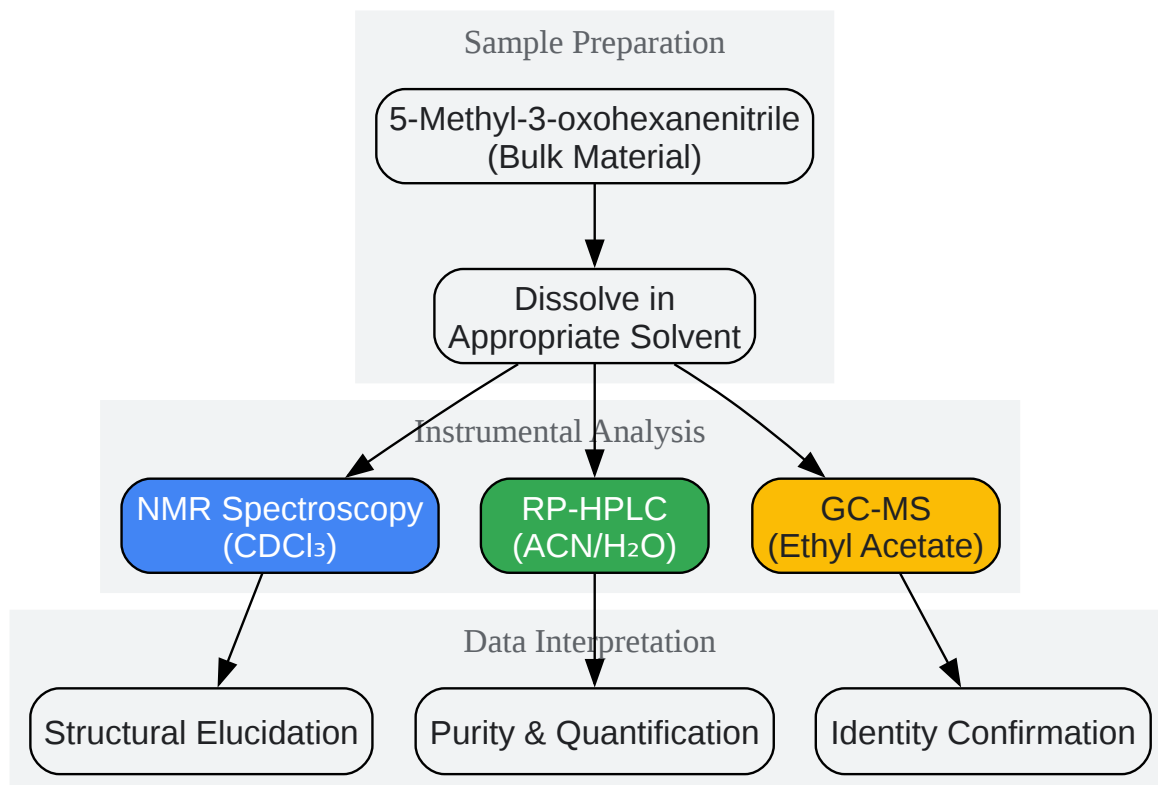 Sample Preparation
5-Methyl-3-oxohexanenitrile
(Bulk Material)
Dissolve in
Appropriate Solvent
Instrumental Analysis
NMR Spectroscopy
(CDCl₃)
RP-HPLC
(ACN/H₂O)
GC-MS
(Ethyl Acetate)
Data Interpretation
Structural Elucidation
Purity & Quantification
Identity Confirmation